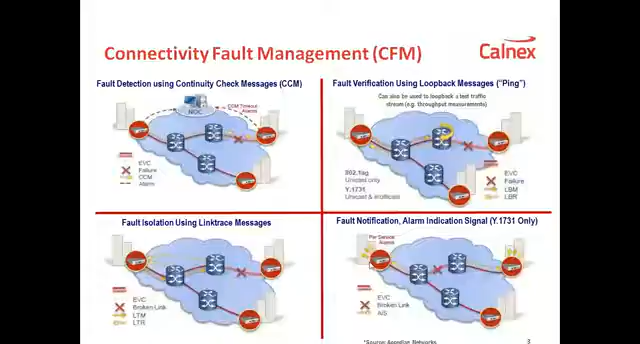 Connectivity Fault Management (CFM)
Calnex
Fault Detection using Continuity Check Messages (CCM)
NOC
CCM Timeout
Alarms
EVC
Failure
CCM
Alarm
Fault Verification Using Loopback Messages ("Ping")
Can also be used to loopback a test traffic
stream (e.g. throughput measurements)
802.1ag
Unicast only
Y.1731
Unicast & multicast
EVC
Failure
LBM
LBR
Fault Isolation Using Linktrace Messages
EVC
Broken Link
LTM
LTR
Fault Notification, Alarm Indication Signal (Y.1731 Only)
Per Service
Alarms
EVC
Broken Link
AIS
*Source: Accedian Networks
3